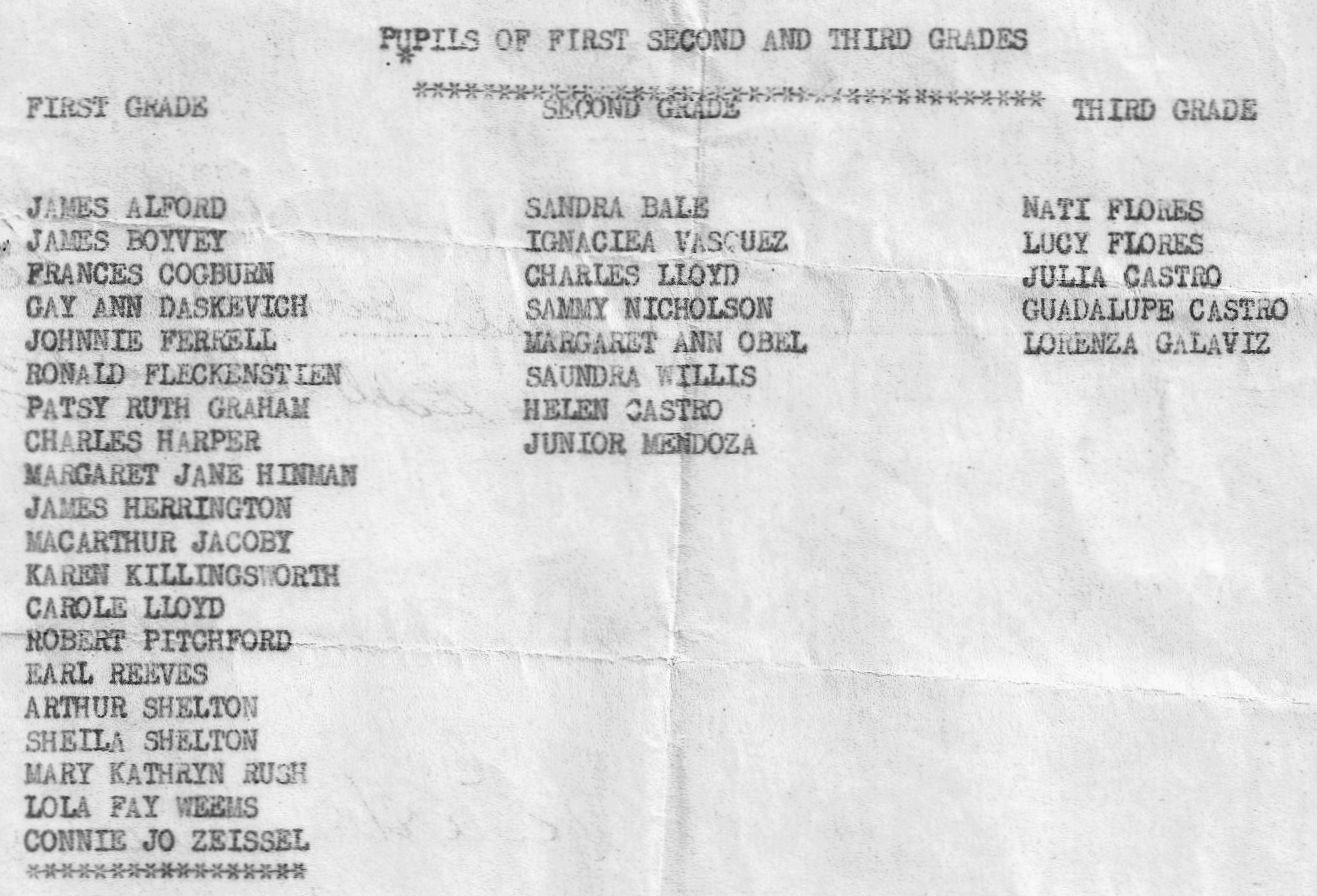 PUPILS OF FIRST SECOND AND THIRD GRADES
*
*************************************
FIRST GRADE
JAMES ALFORD
JAMES BOYVEY
FRANCES COGBURN
GAY ANN DASKEVICH
JOHNNIE FERRELL
RONALD FLECKENSTIEN
PATSY RUTH GRAHAM
CHARLES HARPER
MARGARET JANE HINMAN
JAMES HERRINGTON
MACARTHUR JACOBY
KAREN KILLINGSWORTH
CAROLE LLOYD
ROBERT PITCHFORD
EARL REEVES
ARTHUR SHELTON
SHEILA SHELTON
MARY KATHRYN RUSH
LOLA FAY WEEMS
CONNIE JO ZEISSEL
*****************
SECOND GRADE
SANDRA BALE
IGNACIEA VASQUEZ
CHARLES LLOYD
SAMMY NICHOLSON
MARGARET ANN OBEL
SAUNDRA WILLIS
HELEN CASTRO
JUNIOR MENDOZA
THIRD GRADE
NATI FLORES
LUCY FLORES
JULIA CASTRO
GUADALUPE CASTRO
LORENZA GALAVIZ